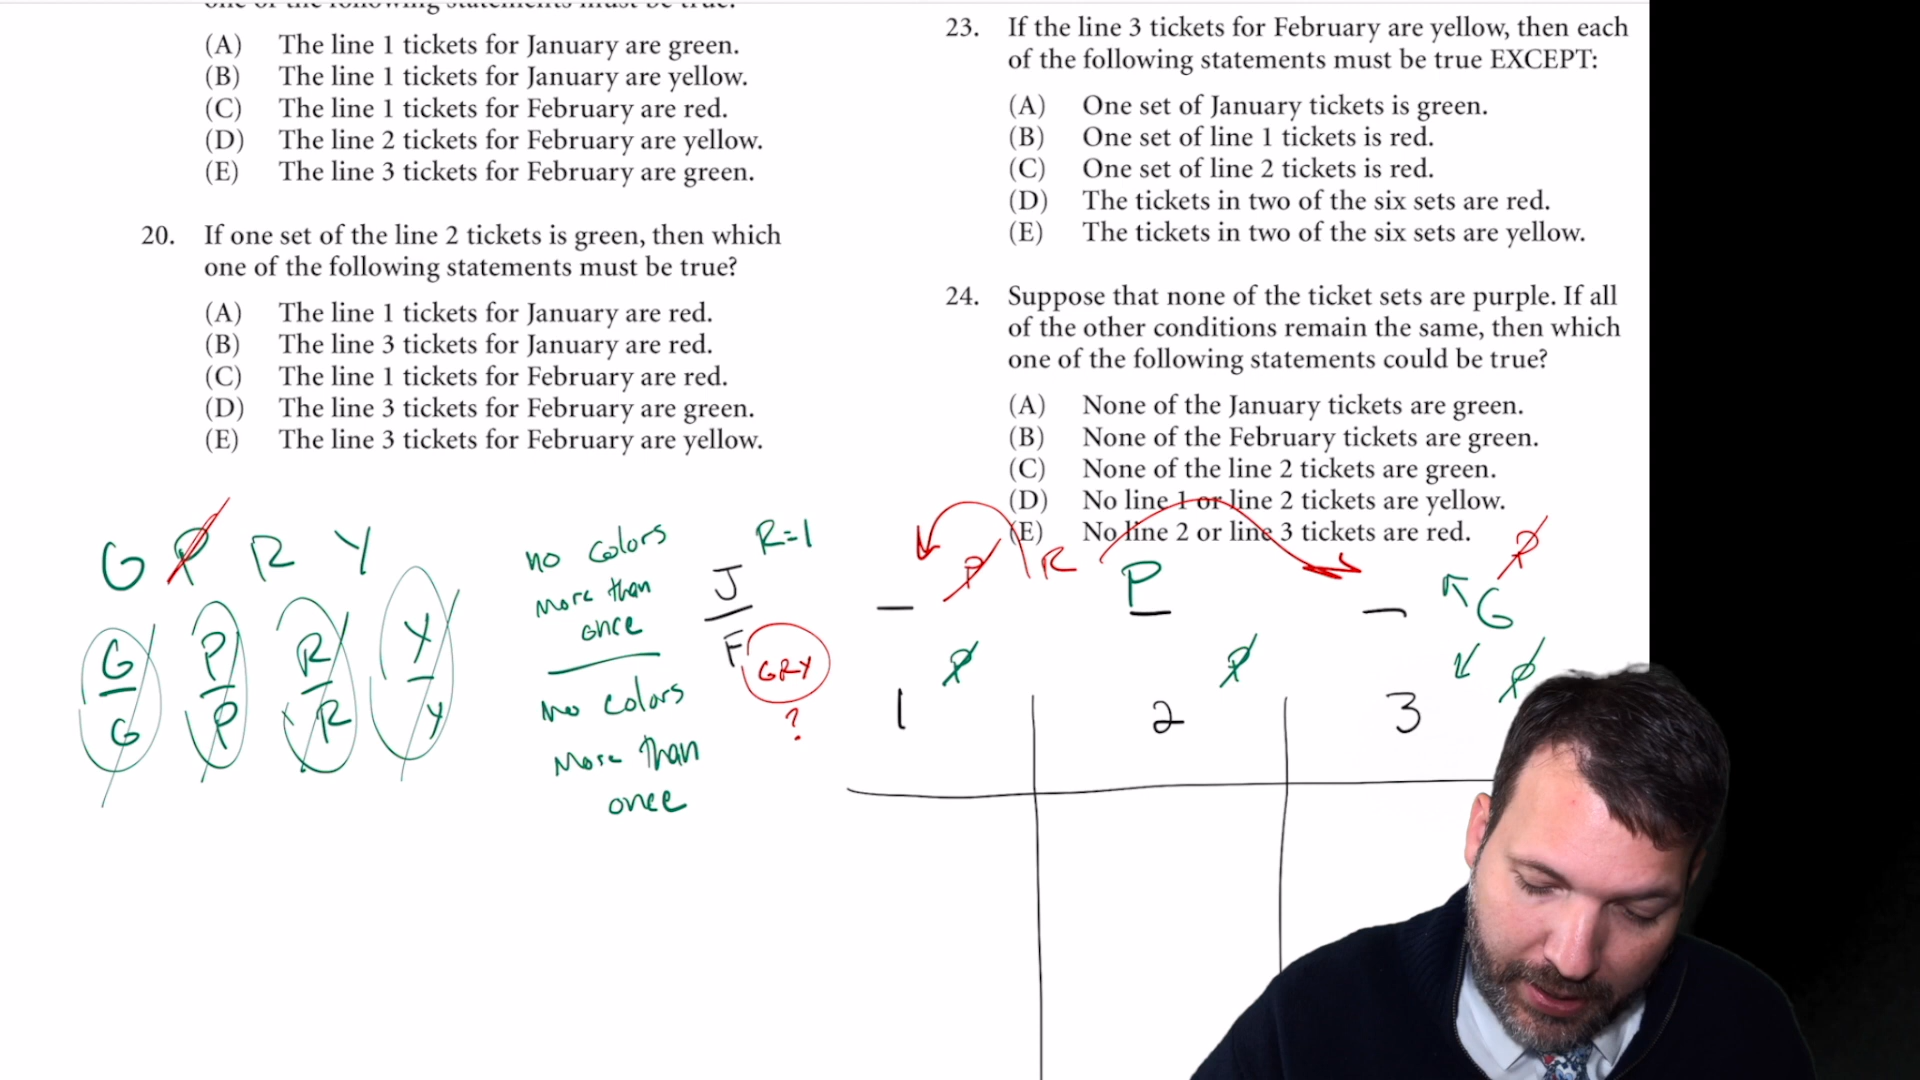 one of the following statements must be true.
(A) The line 1 tickets for January are green.
(B) The line 1 tickets for January are yellow.
(C) The line 1 tickets for February are red.
(D) The line 2 tickets for February are yellow.
(E) The line 3 tickets for February are green.
20. If one set of the line 2 tickets is green, then which
one of the following statements must be true?
(A) The line 1 tickets for January are red.
(B) The line 3 tickets for January are red.
(C) The line 1 tickets for February are red.
(D) The line 3 tickets for February are green.
(E) The line 3 tickets for February are yellow.
23. If the line 3 tickets for February are yellow, then each
of the following statements must be true EXCEPT:
(A) One set of January tickets is green.
(B) One set of line 1 tickets is red.
(C) One set of line 2 tickets is red.
(D) The tickets in two of the six sets are red.
(E) The tickets in two of the six sets are yellow.
24. Suppose that none of the ticket sets are purple. If all
of the other conditions remain the same, then which
one of the following statements could be true?
(A) None of the January tickets are green.
(B) None of the February tickets are green.
(C) None of the line 2 tickets are green.
(D) No line 1 or line 2 tickets are yellow.
(E) No line 2 or line 3 tickets are red.
G P R Y
G P R Y
G P R Y
no colors
more than
once
no colors
more than
once
R=1
J
F
GRY
?
P R P P
G
P P P
1 2 3